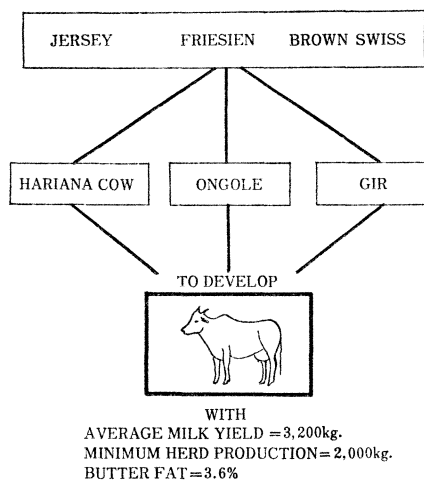 JERSEY FRIESIEN BROWN SWISS
HARIANA COW ONGOLE GIR
TO DEVELOP
WITH
AVERAGE MILK YIELD = 3,200kg.
MINIMUM HERD PRODUCTION = 2,000kg.
BUTTER FAT = 3.6%